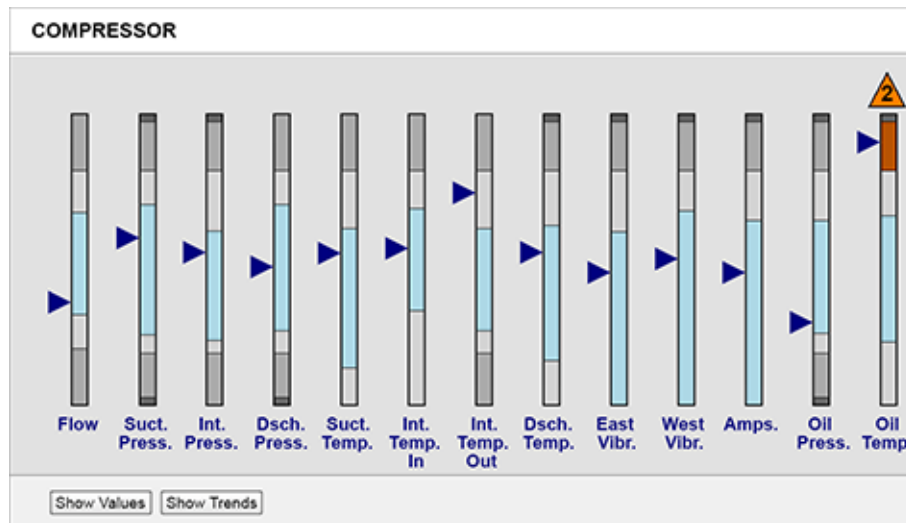 COMPRESSOR
2
Flow
Suct.
Press.
Int.
Press.
Dsch.
Press.
Suct.
Temp.
Int.
Temp.
In
Int.
Temp.
Out
Dsch.
Temp.
East
Vibr.
West
Vibr.
Amps.
Oil
Press.
Oil
Temp
Show Values
Show Trends